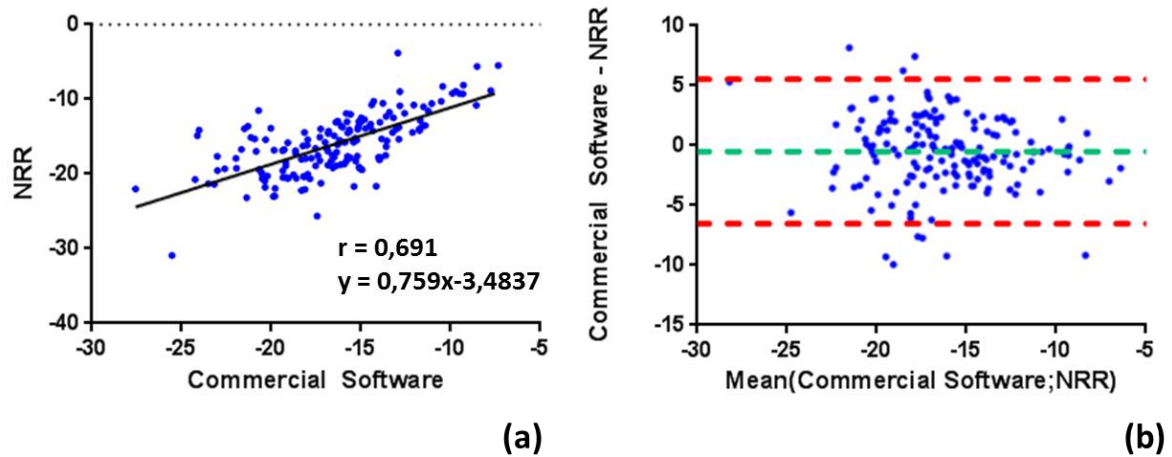 0
-10
-20
-30
-40
NRR
r = 0,691
y = 0,759x-3,4837
-30
-25
-20
-15
-10
-5
Commercial Software
(a)
10
5
0
-5
-10
-15
Commercial Software - NRR
-30
-25
-20
-15
-10
-5
Mean(Commercial Software;NRR)
(b)